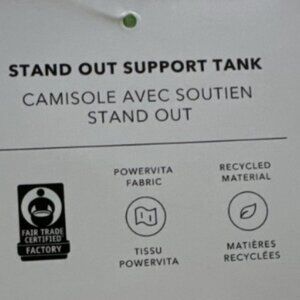 STAND OUT SUPPORT TANK
CAMISOLE AVEC SOUTIEN
STAND OUT
FAIR TRADE
CERTIFIED
FACTORY
POWERVITA
FABRIC
TISSU
POWERVITA
RECYCLED
MATERIAL
MATIÈRES
RECYCLÉES